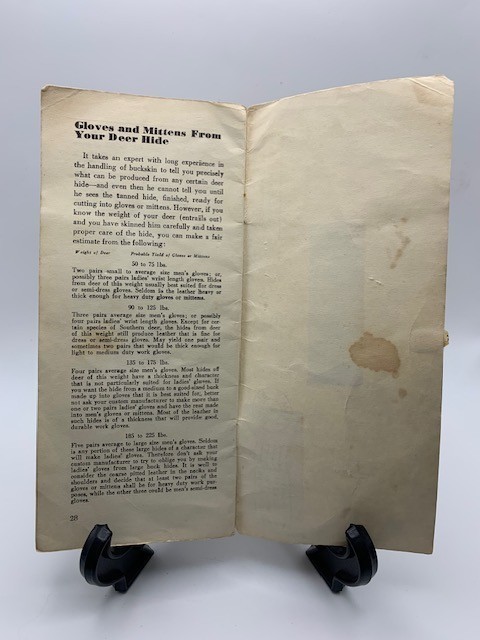 Gloves and Mittens From
Your Deer Hide
It takes an expert with long experience in
the handling of buckskin to tell you precisely
what can be produced from any certain deer
hide—and even then he cannot tell you until
he sees the tanned hide, finished, ready for
cutting into gloves or mittens. However, if you
know the weight of your deer (entrails out)
and you have skinned him carefully and taken
proper care of the hide, you can make a fair
estimate from the following:
Weight of Deer Probable Yield of Gloves or Mittens
50 to 75 lbs.
Two pairs small to average size men's gloves; or,
possibly three pairs ladies' wrist length gloves. Hides
from deer of this weight usually best suited for dress
or semi-dress gloves. Seldom is the leather heavy or
thick enough for heavy duty gloves or mittens.
90 to 125 lbs.
Three pairs average size men's gloves; or possibly
four pairs ladies' wrist length gloves. Except for cer-
tain species of Southern deer, the hides from deer
of this weight still produce leather that is fine for
dress or semi-dress gloves. May yield one pair and
sometimes two pairs that would be thick enough for
light to medium duty work gloves.
135 to 175 lbs.
Four pairs average size men's gloves. Most hides off
deer of this weight have a thickness and character
that is not particularly suited for ladies' gloves. If
you want the hide from a medium to a good-sized buck
made up into gloves that it is best suited for, better
not ask your custom manufacturer to make more than
one or two pairs ladies' gloves and have the rest made
into men's gloves or mittens. Most of the leather in
such hides is of a thickness that will provide good,
durable work gloves.
185 to 225 lbs.
Five pairs average to large size men's gloves. Seldom
is any portion of these large hides of a character that
will make ladies' gloves. Therefore don't ask your
custom manufacturer to try to oblige you by making
ladies' gloves from large buck hides. It is well to
consider the coarse pitted leather in the necks and
shoulders and decide that at least two pairs of the
gloves or mittens shall be for heavy duty work pur-
poses, while the other three could be men's semi-dress
gloves.
28